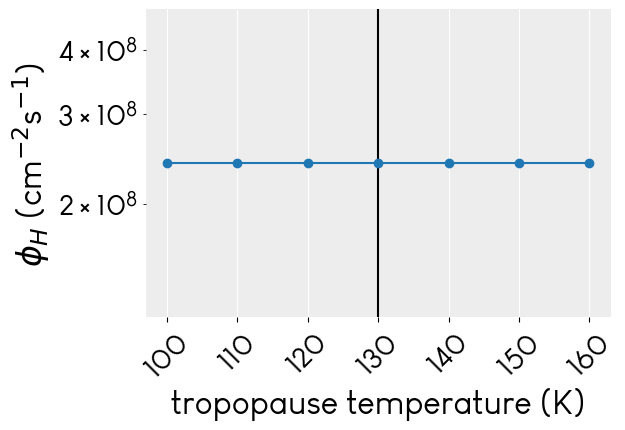 4 × 10⁸
3 × 10⁸
2 × 10⁸
ϕ_H (cm⁻²s⁻¹)
100 110 120 130 140 150 160
tropopause temperature (K)